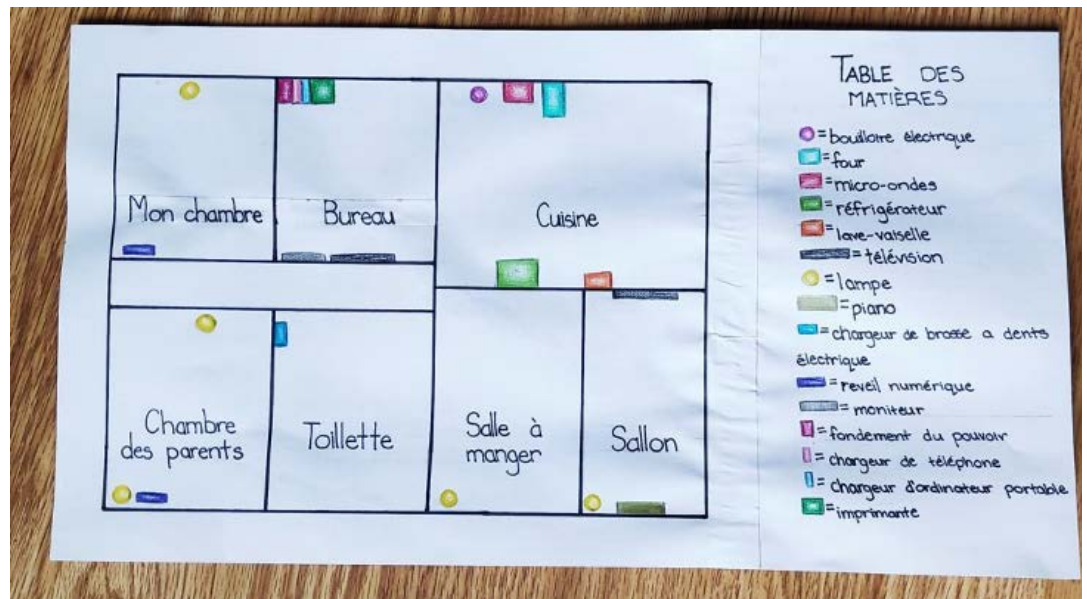 Mon chambre
Bureau
Cuisine
Chambre
des parents
Toillette
Salle à
manger
Sallon
TABLE DES
MATIÈRES
= bouilloire électrique
= four
= micro-ondes
= réfrigérateur
= lave-vaiselle
= télévision
= lampe
= piano
= chargeur de brosse a dents
électrique
= reveil numérique
= moniteur
= fondement du pouvoir
= chargeur de téléphone
= chargeur d'ordinateur portable
= imprimante